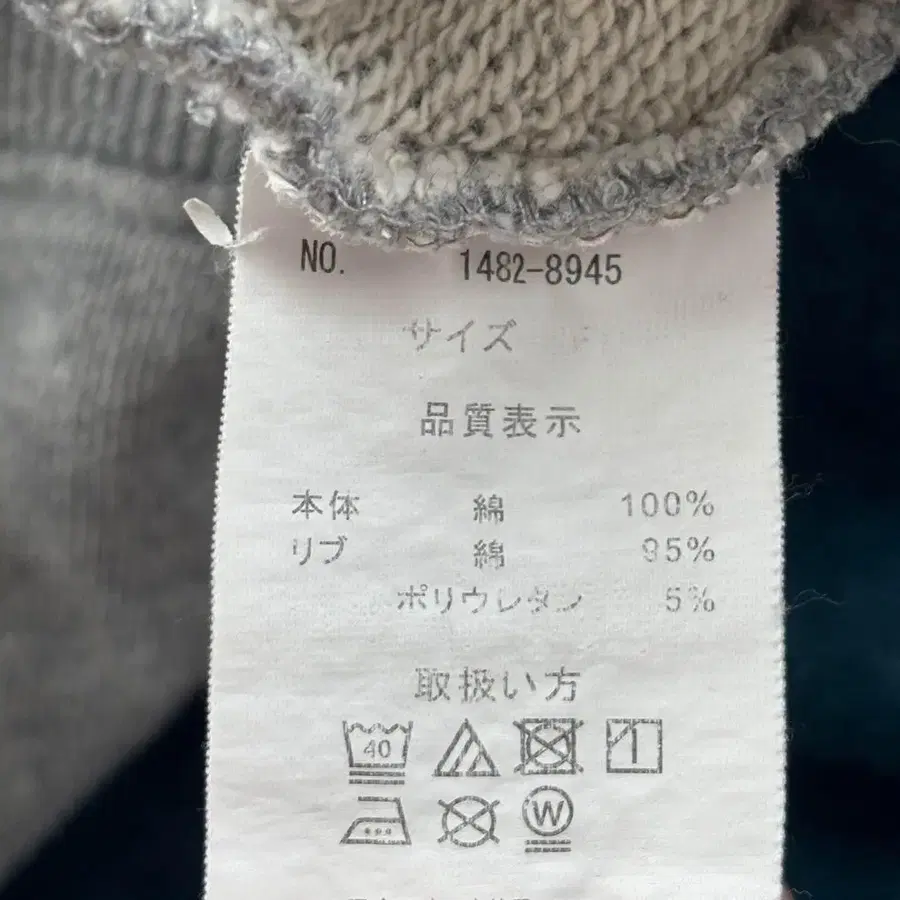 NO. 1482-8945
サイズ
品質表示
本体 綿 100%
リブ 綿 95%
ポリウレタン 5%
取扱い方
40
W